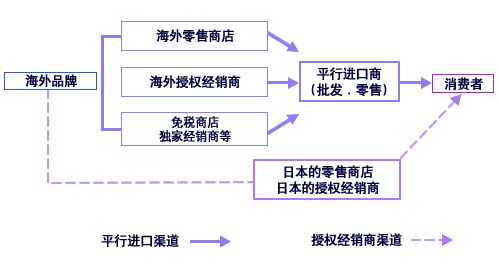 海外零售商店
海外品牌
海外授权经销商
平行进口商
（批发．零售）
消费者
免税商店
独家经销商等
日本的零售商店
日本的授权经销商
平行进口渠道
授权经销商渠道